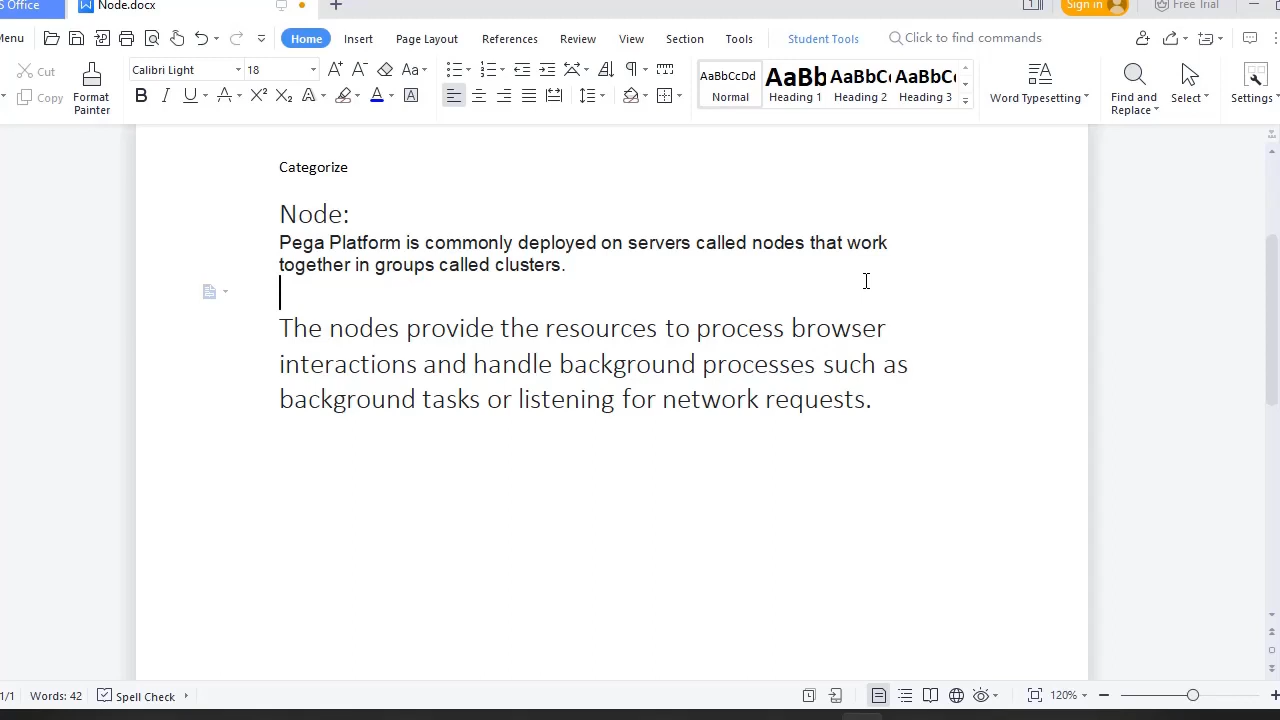 S Office
Node.docx
Sign in
Free Trial
Menu
Home
Insert
Page Layout
References
Review
View
Section
Tools
Student Tools
Click to find commands
Cut
Copy
Format
Painter
Calibri Light
18
AaBbCcDd
Normal
AaBb
Heading 1
AaBbC
Heading 2
AaBbC
Heading 3
Word Typesetting
Find and
Replace
Select
Settings
Categorize
Node:
Pega Platform is commonly deployed on servers called nodes that work
together in groups called clusters.
The nodes provide the resources to process browser
interactions and handle background processes such as
background tasks or listening for network requests.
1/1
Words: 42
Spell Check
120%